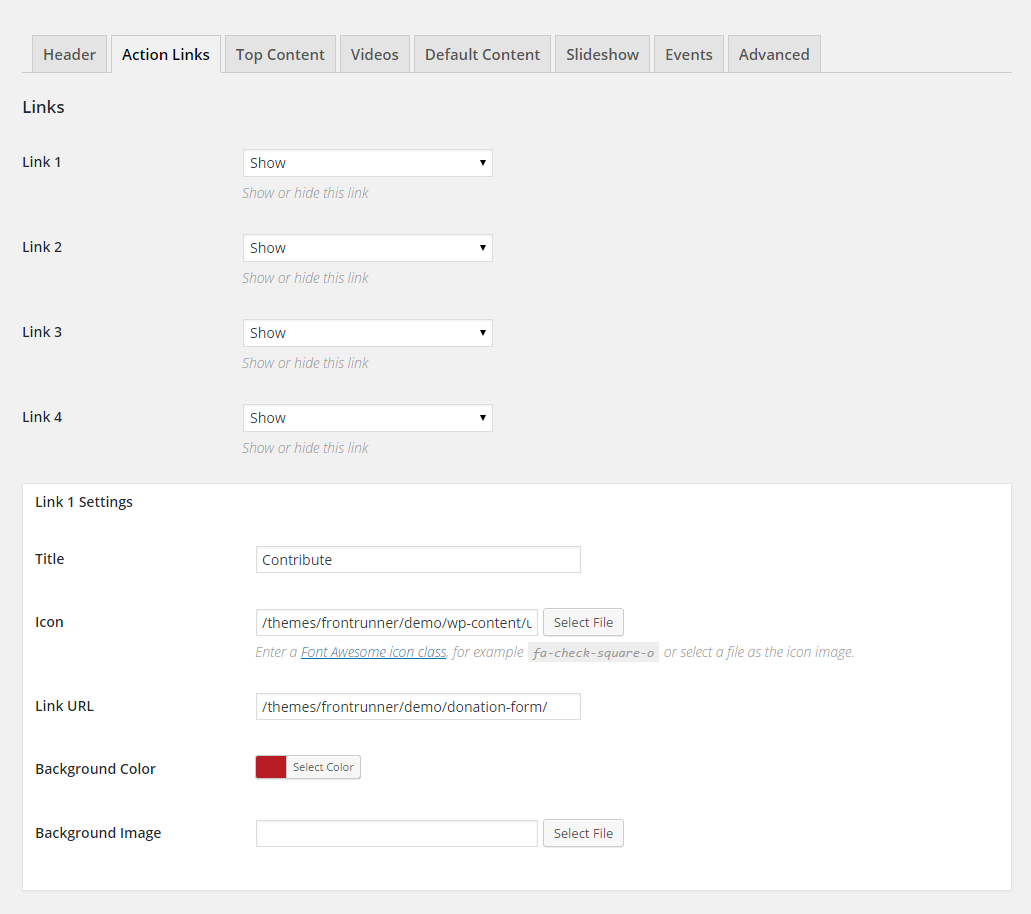 Header Action Links Top Content Videos Default Content Slideshow Events Advanced
Links
Link 1 Show
Show or hide this link
Link 2 Show
Show or hide this link
Link 3 Show
Show or hide this link
Link 4 Show
Show or hide this link
Link 1 Settings
Title Contribute
Icon /themes/frontrunner/demo/wp-content/u Select File
Enter a Font Awesome icon class, for example fa-check-square-o or select a file as the icon image.
Link URL /themes/frontrunner/demo/donation-form/
Background Color Select Color
Background Image Select File